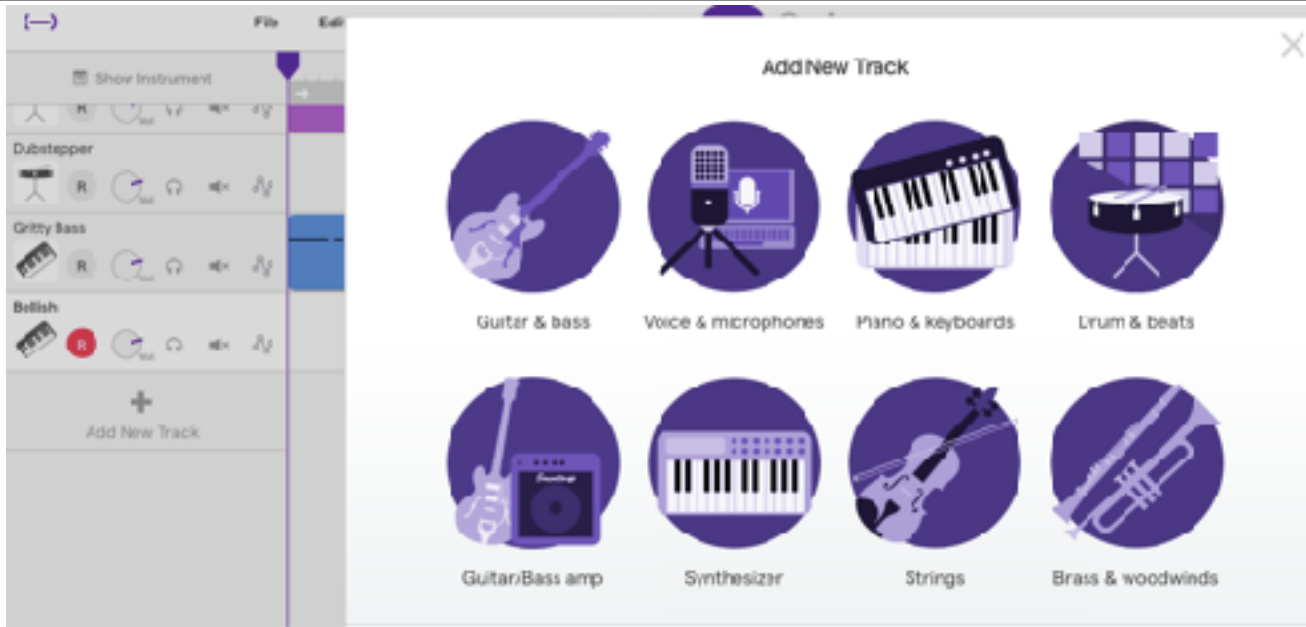 File Edit
Show Instrument
R
Dubstepper
R
Gritty Bass
R
Bellish
R
Add New Track
Add New Track
Guitar & bass
Voice & microphones
Piano & keyboards
Drum & beats
Guitar/Bass amp
Synthesizer
Strings
Brass & woodwinds